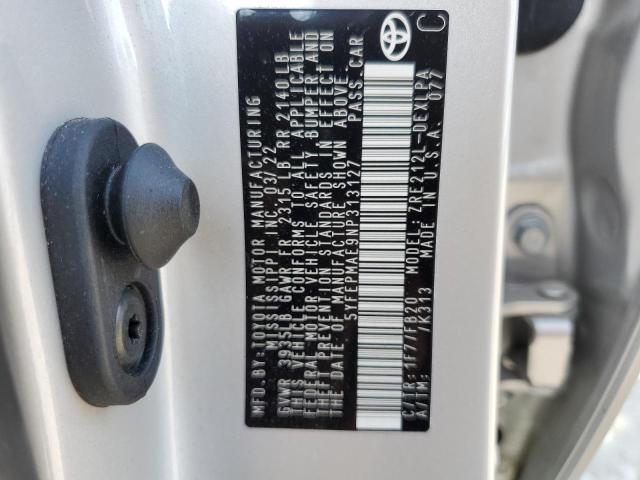 MFD. BY: TOYOTA MOTOR MANUFACTURING
MISSISSIPPI INC. 03/22
GVWR 3935LB GAWR FR 2315 LB RR 2140LB
THIS VEHICLE CONFORMS TO ALL APPLICABLE
FEDERAL MOTOR VEHICLE SAFETY, BUMPER AND
THEFT PREVENTION STANDARDS IN EFFECT ON
THE DATE OF MANUFACTURE SHOWN ABOVE.
5YFEPMAE9NP313127 PASS. CAR
C/TR: 1F7/FB20 MODEL: ZRE212L-DEXLPA
A/TM: /K313 MADE IN U.S.A. 077
C